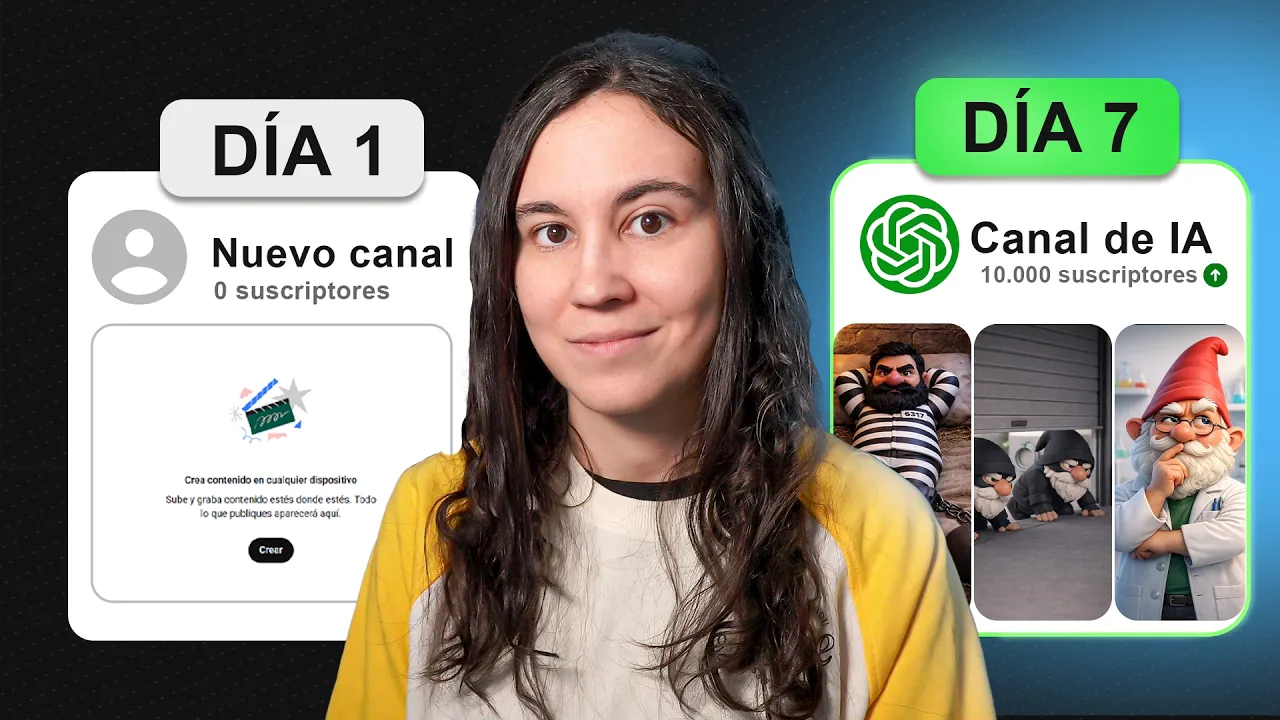 DÍA 1
Nuevo canal
0 suscriptores
Crea contenido en cualquier dispositivo
Sube y graba contenido estés donde estés. Todo
lo que publiques aparecerá aquí.
Crear
DÍA 7
Canal de IA
10.000 suscriptores
6317